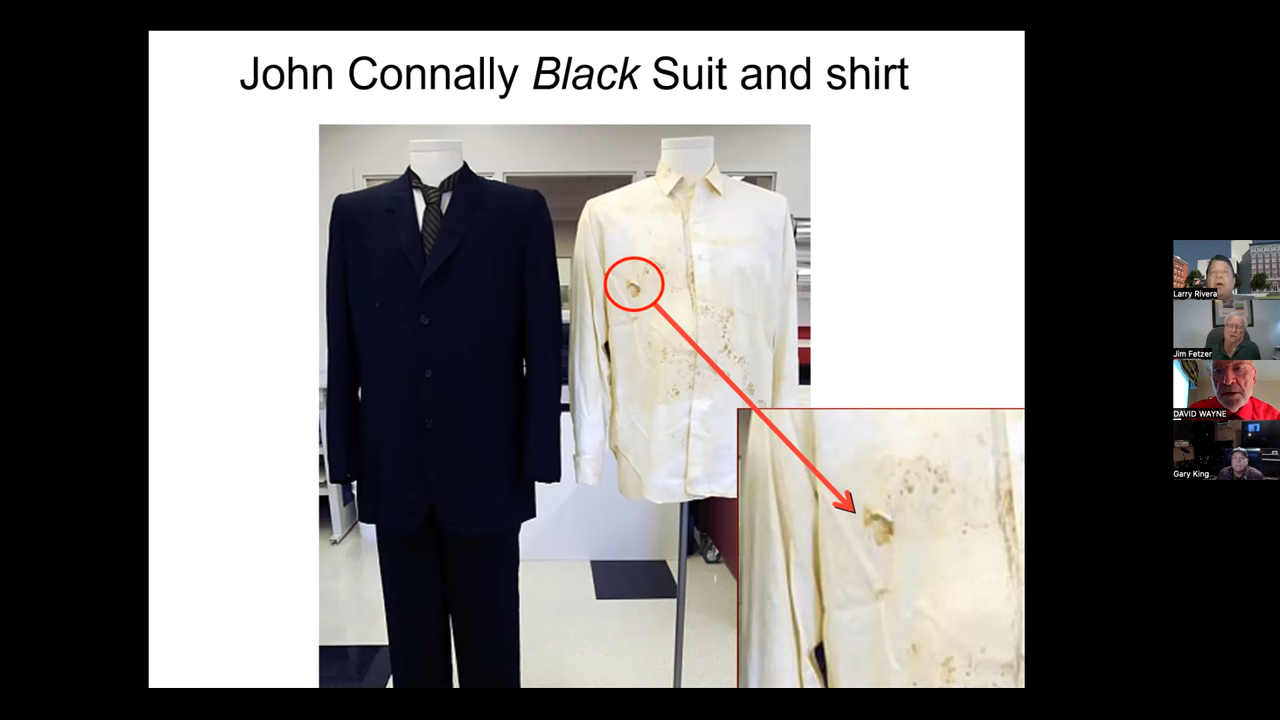 John Connally Black Suit and shirt
Larry Rivera
Jim Fetzer
DAVID WAYNE
Gary King